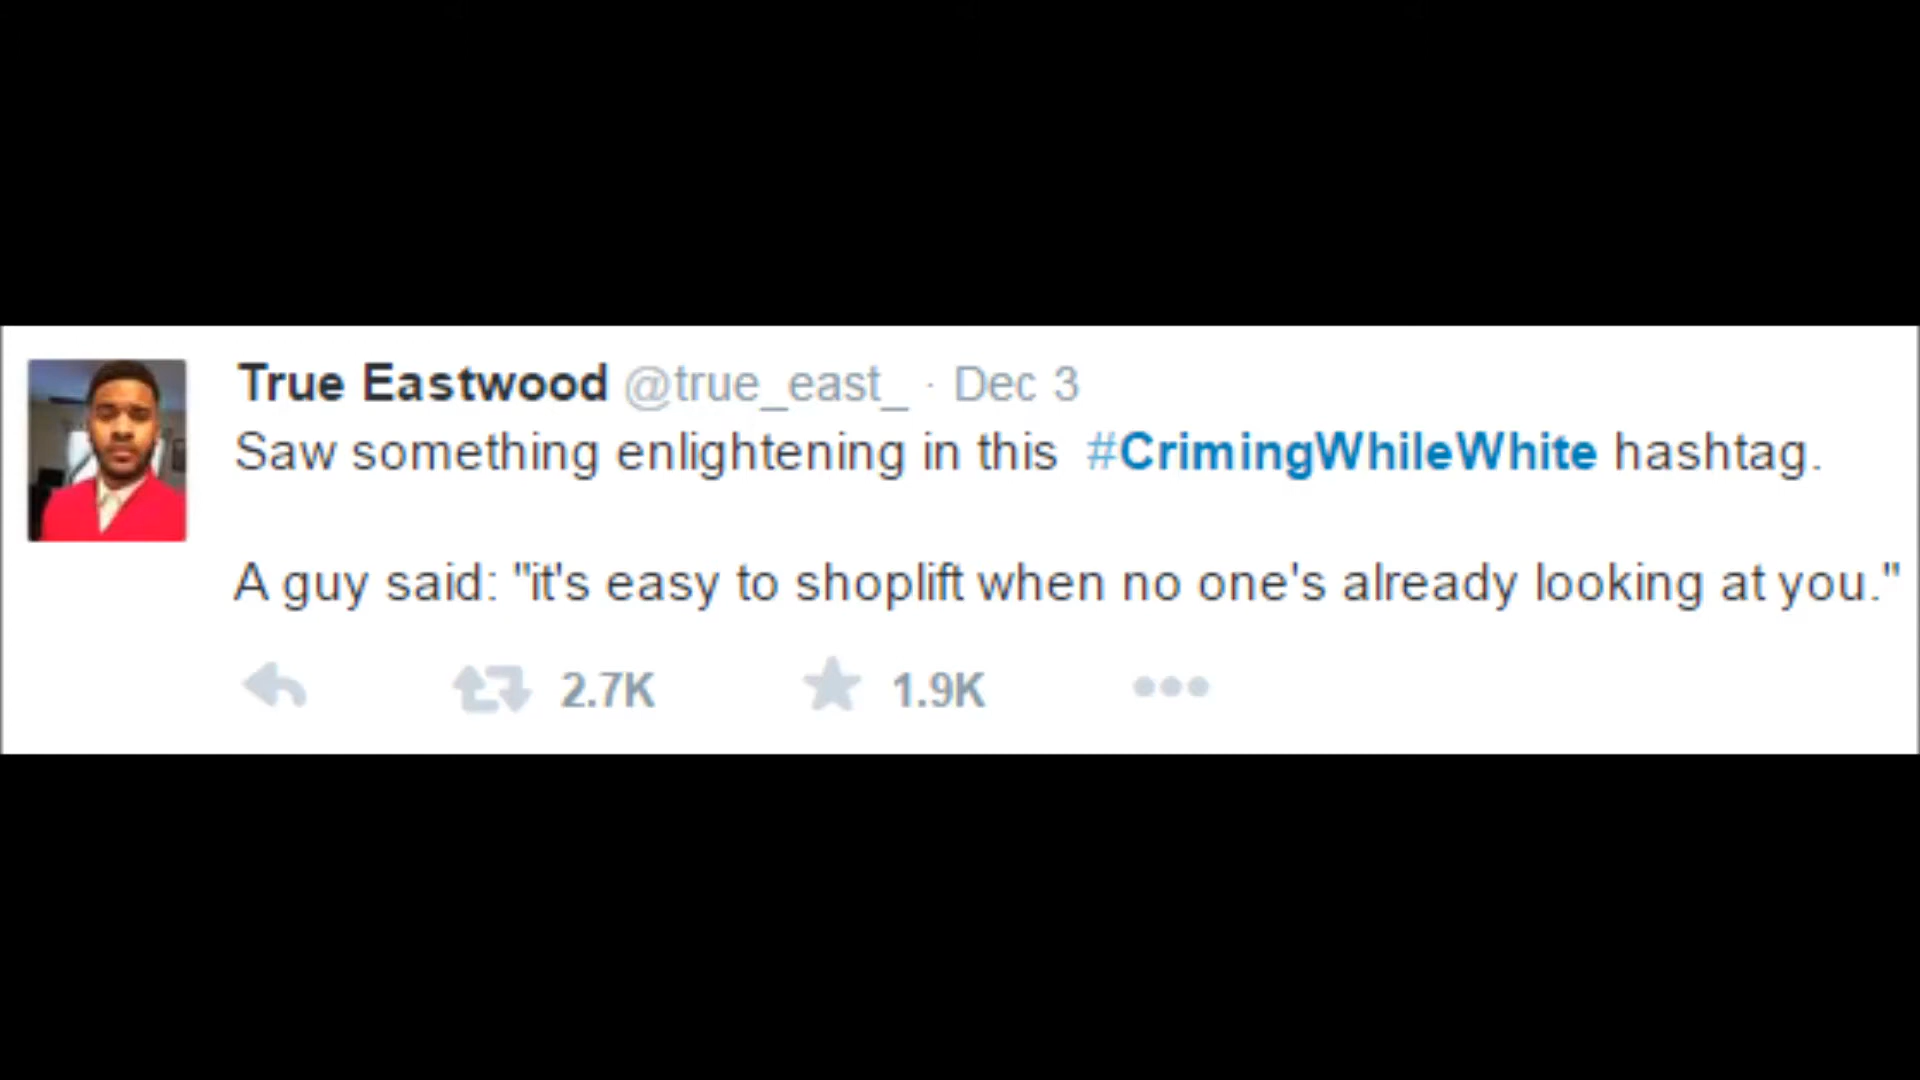 True Eastwood @true_east_ · Dec 3
Saw something enlightening in this #CrimingWhileWhite hashtag.
A guy said: "it's easy to shoplift when no one's already looking at you."
2.7K 1.9K